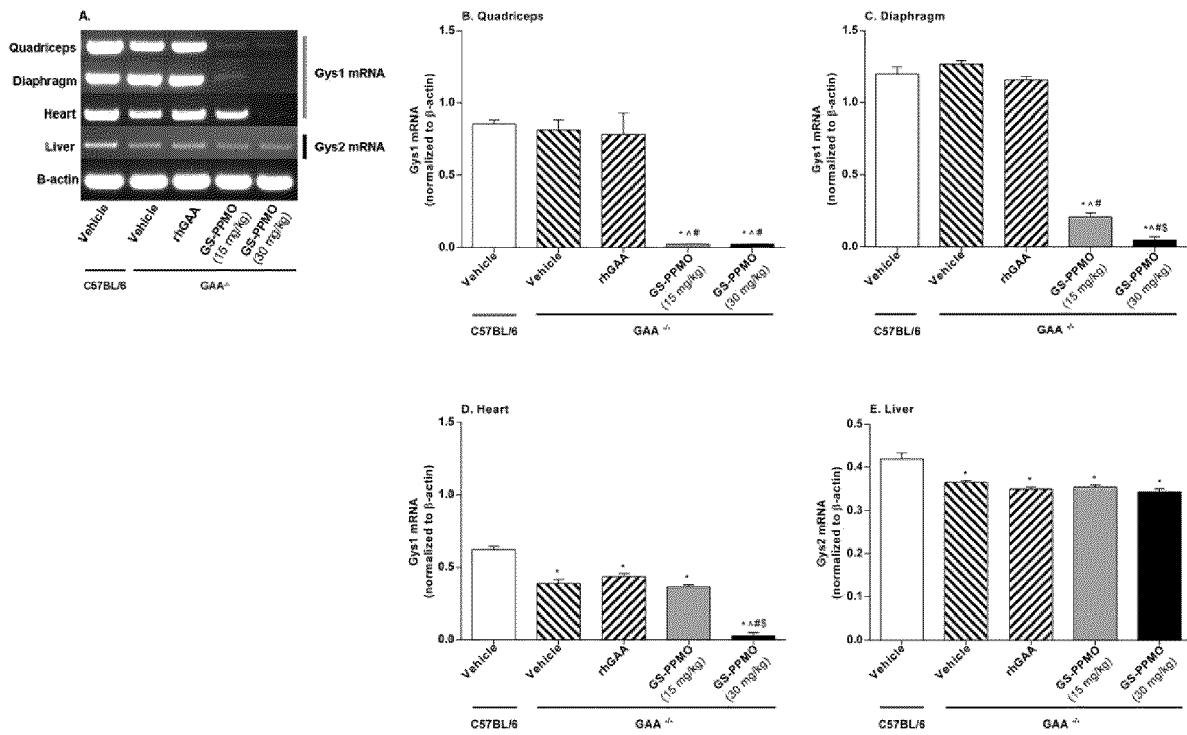 A.
Quadriceps
Diaphragm
Heart
Liver
B-actin
Gys1 mRNA
Gys2 mRNA
Vehicle
Vehicle
rhGAA
GS-PPMO
(15 mg/kg)
GS-PPMO
(30 mg/kg)
C57BL/6
GAA-/-
B. Quadriceps
Gys1 mRNA
(normalized to β-actin)
1.5
1.0
0.5
0.0
*^#
*^#
Vehicle
Vehicle
rhGAA
GS-PPMO
(15 mg/kg)
GS-PPMO
(30 mg/kg)
C57BL/6
GAA -/-
C. Diaphragm
Gys1 mRNA
(normalized to β-actin)
1.5
1.0
0.5
0.0
*^#
*^#$
Vehicle
Vehicle
rhGAA
GS-PPMO
(15 mg/kg)
GS-PPMO
(30 mg/kg)
C57BL/6
GAA -/-
D. Heart
Gys1 mRNA
(normalized to β-actin)
1.5
1.0
0.5
0.0
*
*
*
*^#$
Vehicle
Vehicle
rhGAA
GS-PPMO
(15 mg/kg)
GS-PPMO
(30 mg/kg)
C57BL/6
GAA -/-
E. Liver
Gys2 mRNA
(normalized to β-actin)
0.5
0.4
0.3
0.2
0.1
0.0
*
*
*
*
Vehicle
Vehicle
rhGAA
GS-PPMO
(15 mg/kg)
GS-PPMO
(30 mg/kg)
C57BL/6
GAA -/-